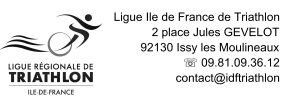 LIGUE RÉGIONALE DE
TRIATHLON
ILE-DE-FRANCE
Ligue Ile de France de Triathlon
2 place Jules GEVELOT
92130 Issy les Moulineaux
☏ 09.81.09.36.12
contact@idftriathlon